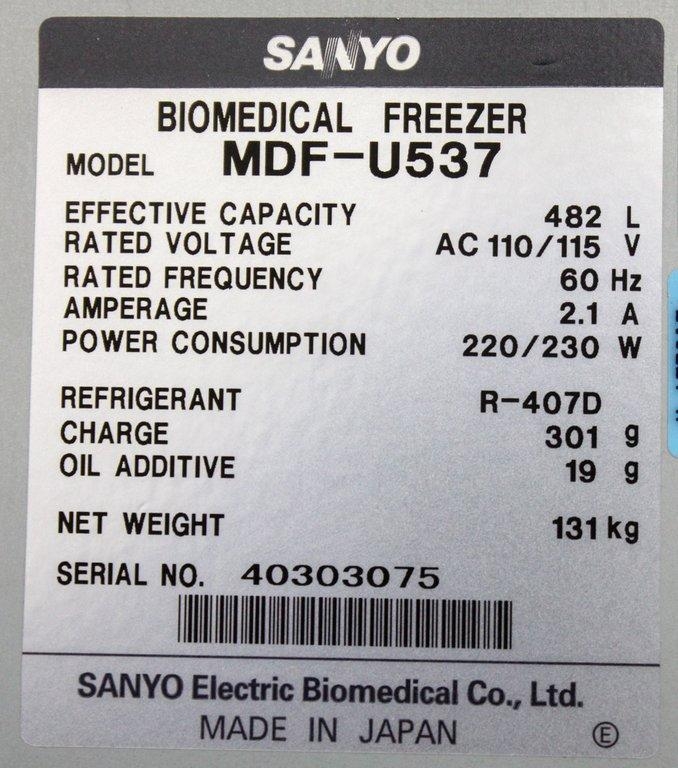 SANYO
BIOMEDICAL FREEZER
MODEL MDF-U537
EFFECTIVE CAPACITY 482 L
RATED VOLTAGE AC 110/115 V
RATED FREQUENCY 60 Hz
AMPERAGE 2.1 A
POWER CONSUMPTION 220/230 W
REFRIGERANT R-407D
CHARGE 301 g
OIL ADDITIVE 19 g
NET WEIGHT 131 kg
SERIAL NO. 40303075
SANYO Electric Biomedical Co., Ltd.
MADE IN JAPAN Ⓔ